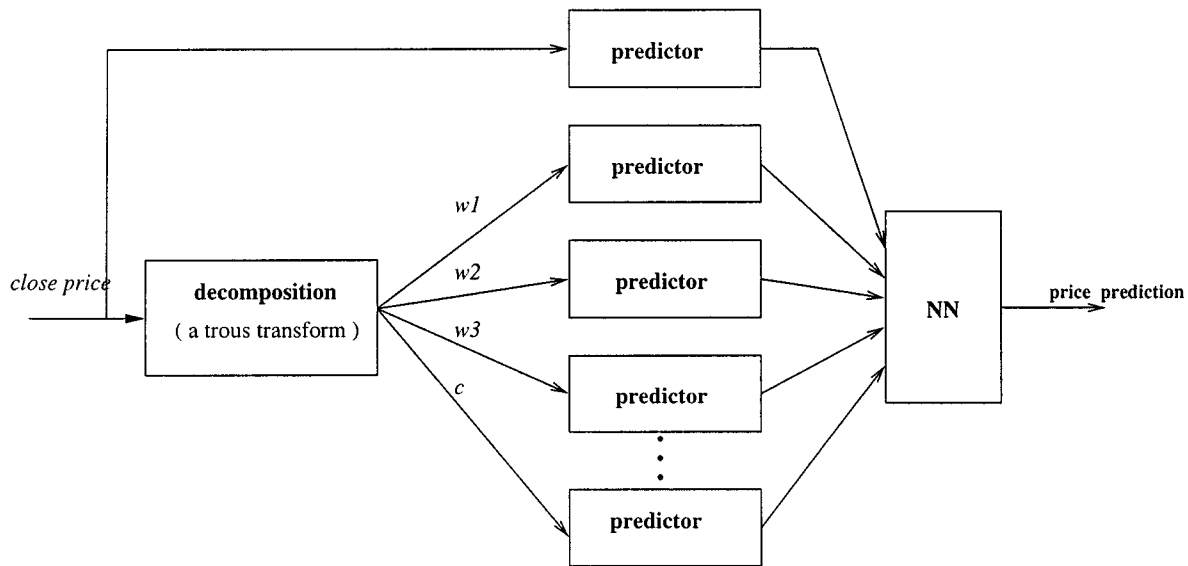 predictor
predictor
w1
w2
close price
decomposition
predictor
( a trous transform )
NN
price prediction
w3
c
predictor
predictor